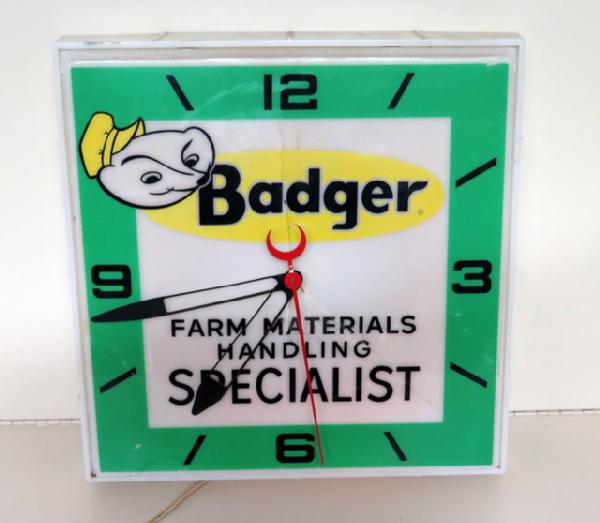 12
Badger
9
3
FARM MATERIALS
HANDLING
SPECIALIST
6